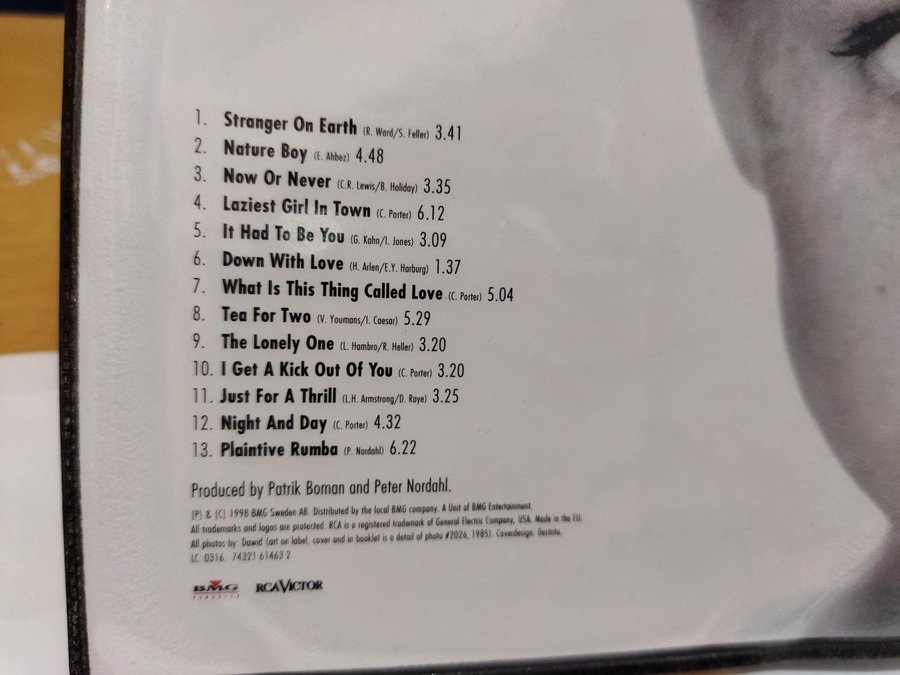 1. Stranger On Earth (R. Ward/S. Feller) 3.41
2. Nature Boy (E. Ahbez) 4.48
3. Now Or Never (C.R. Lewis/B. Holiday) 3.35
4. Laziest Girl In Town (C. Porter) 6.12
5. It Had To Be You (G. Kahn/I. Jones) 3.09
6. Down With Love (H. Arlen/E.Y. Harburg) 1.37
7. What Is This Thing Called Love (C. Porter) 5.04
8. Tea For Two (V. Youmans/I. Caesar) 5.29
9. The Lonely One (L. Hambro/R. Heller) 3.20
10. I Get A Kick Out Of You (C. Porter) 3.20
11. Just For A Thrill (L.H. Armstrong/D. Raye) 3.25
12. Night And Day (C. Porter) 4.32
13. Plaintive Rumba (P. Nordahl) 6.22
Produced by Patrik Boman and Peter Nordahl.
[P] & [C] 1998 BMG Sweden AB. Distributed by the local BMG company. A Unit of BMG Entertainment.
All trademarks and logos are protected. RCA is a registered trademark of General Electric Company, USA. Made in the EU.
All photos by: Dawid (art on label, cover and in booklet is a detail of photo #2026, 1985). Coverdesign: Destrito.
LC: 0316. 74321 61463 2
BMG CLASSICS RCA VICTOR